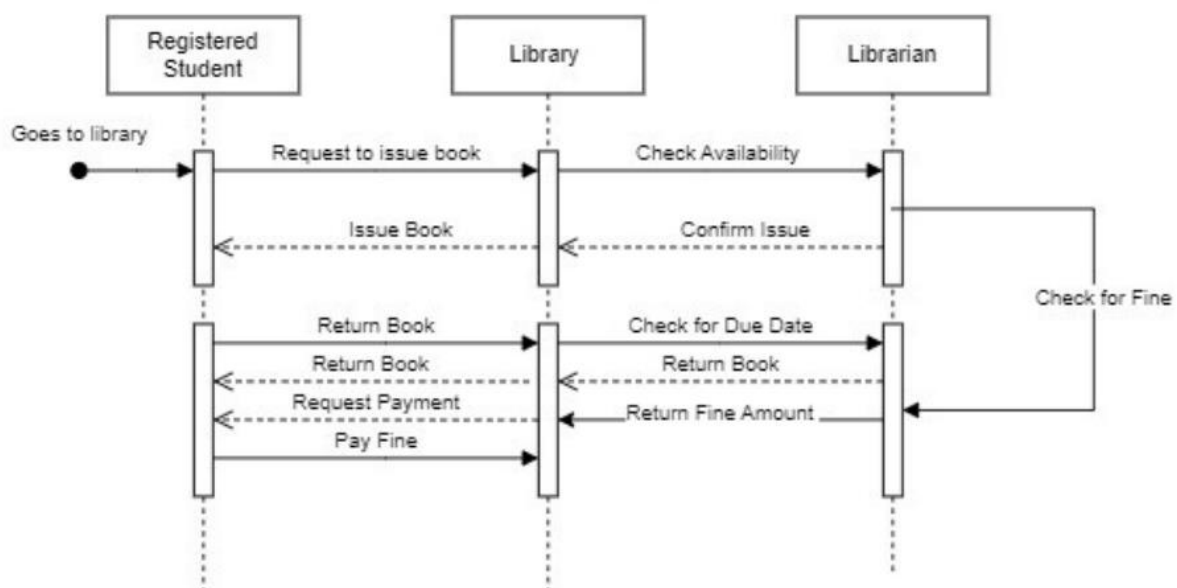 Registered
Student
Library
Librarian
Goes to library
Request to issue book
Check Availability
Issue Book
Confirm Issue
Check for Fine
Return Book
Check for Due Date
Return Book
Return Book
Request Payment
Return Fine Amount
Pay Fine